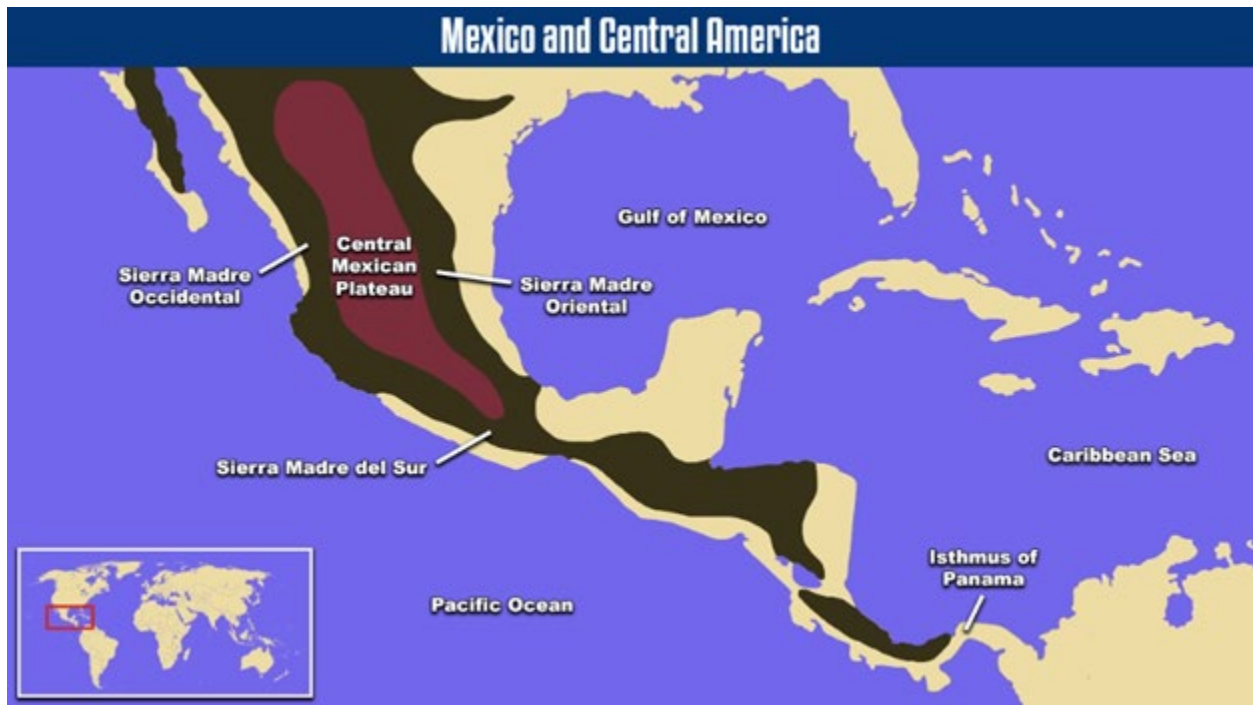 Mexico and Central America
Gulf of Mexico
Central
Mexican
Plateau
Sierra Madre
Occidental
Sierra Madre
Oriental
Sierra Madre del Sur
Caribbean Sea
Isthmus of
Panama
Pacific Ocean